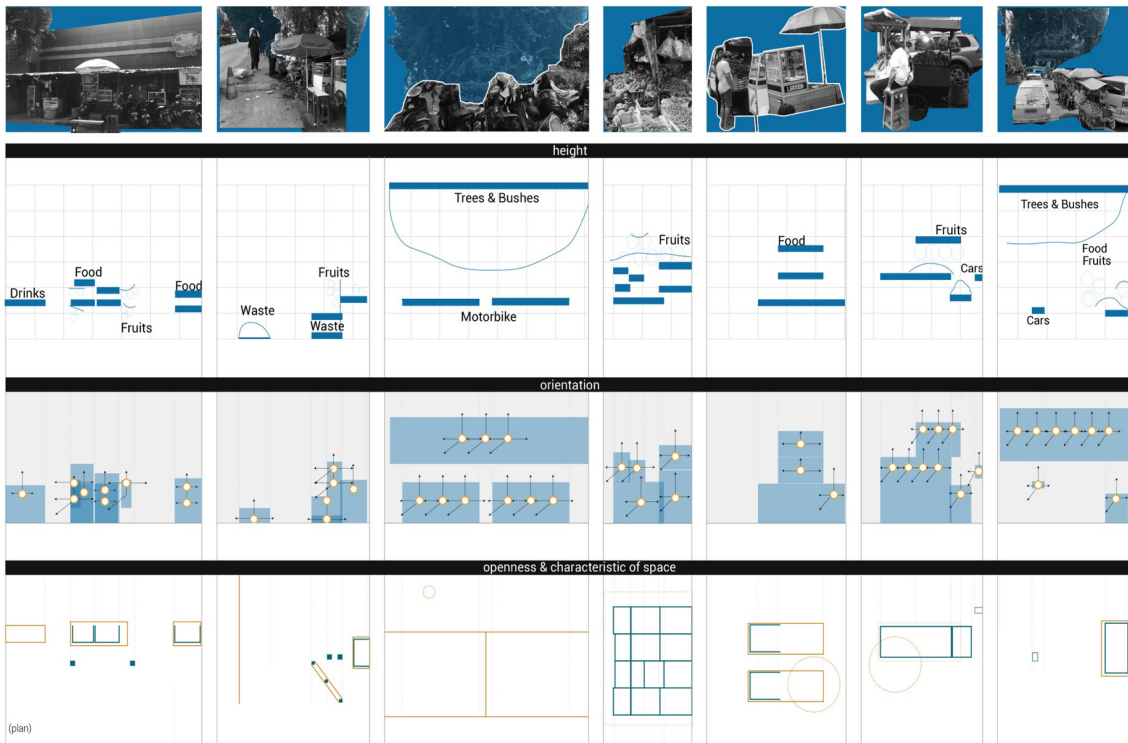 LEKKER
height
Trees & Bushes
Trees & Bushes
Fruits
Fruits
Food
Food
Fruits
Food
Fruits
Cars
Drinks
Food
Fruits
Waste
Waste
Motorbike
Cars
orientation
openness & characteristic of space
(plan)